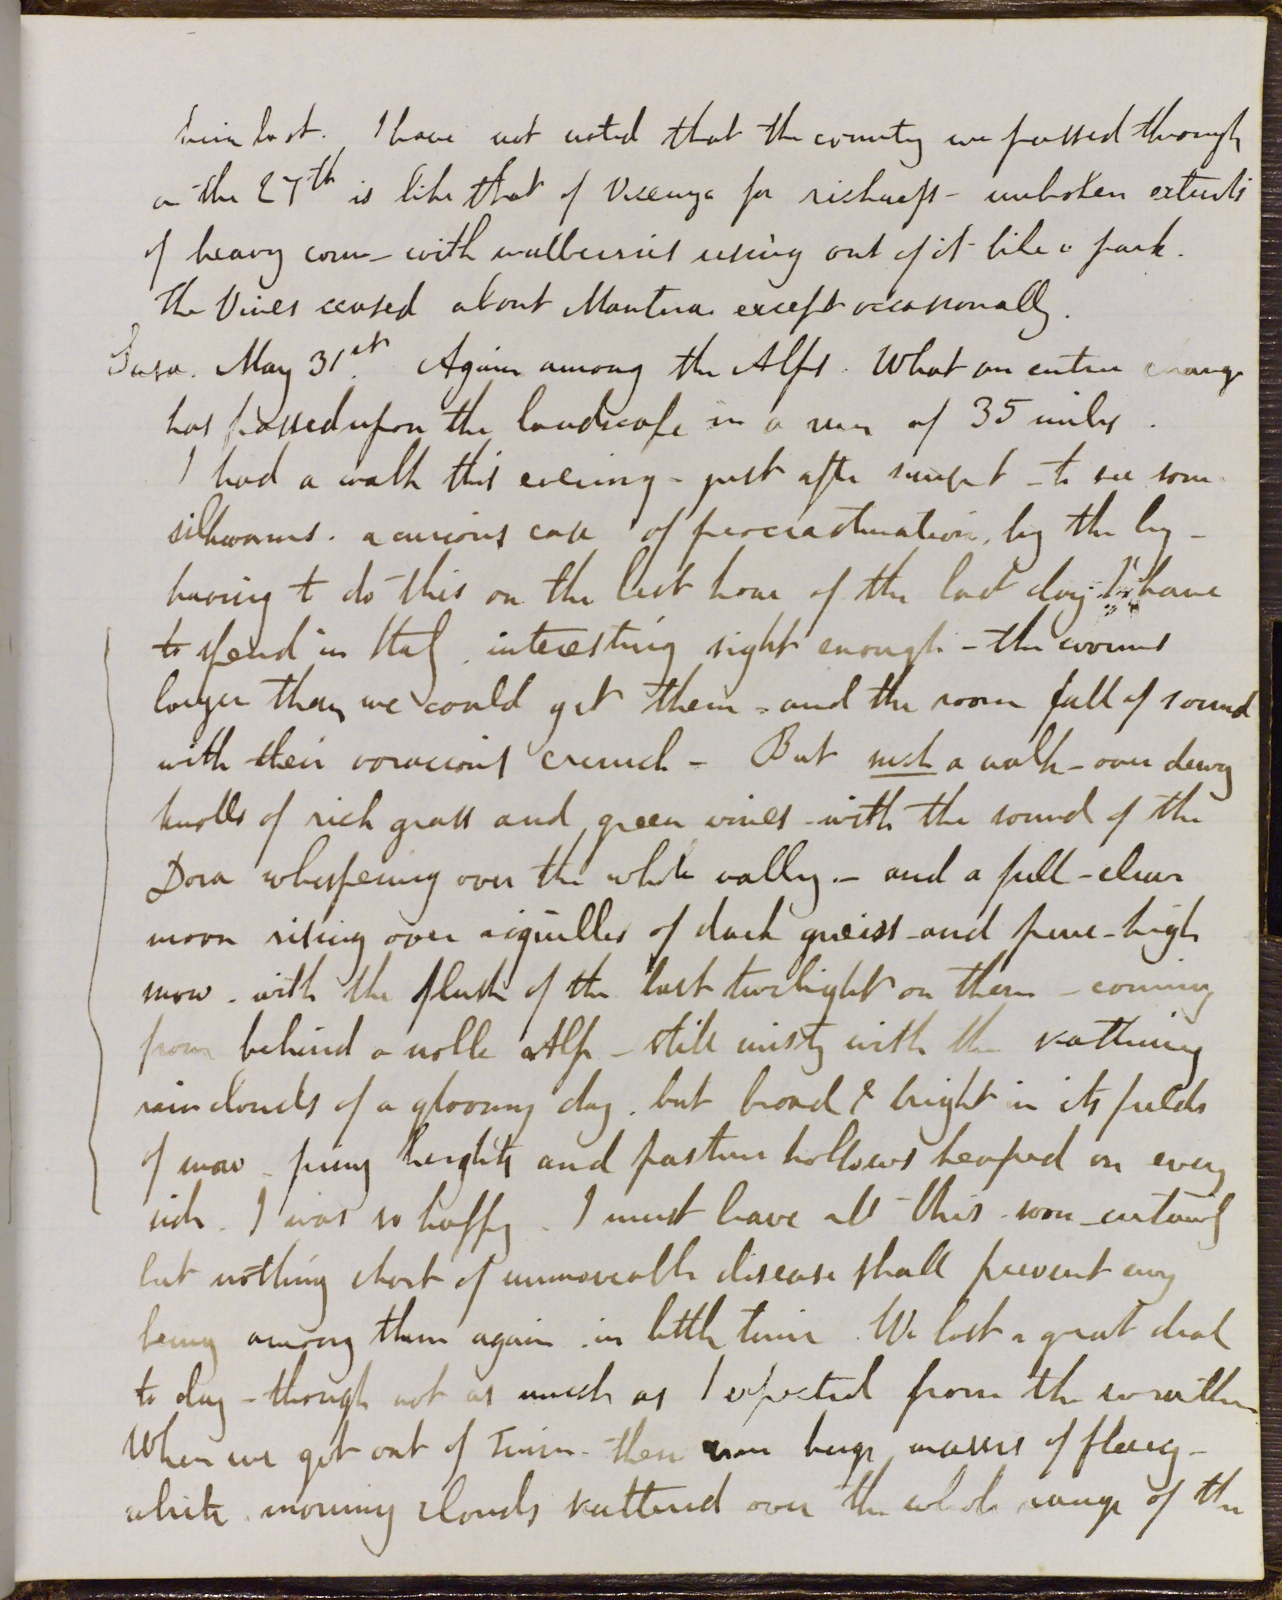 I have not noted that the country we passed through
on the 27th is like that of Vicenza for richness - unbroken extents
of heavy corn - with mulberries rising out of it like a park.
The Vines ceased about Mantua except occasionally.
Susa. May 31st. Again among the Alps. What an entire change
has passed upon the landscape in a run of 35 miles.
I had a walk this evening - just after sunset - to see some
silkworms. a curious case of procrastination, by the by -
having to do this on the last hour of the last day I have
to spend in Italy. interesting sight enough - the worms
larger than we could get them - and the room full of sound
with their voracious crunch - But such a walk - over dewy
knolls of rich grass and green vines - with the sound of the
Dora whispering over the whole valley. - and a full - clear
moon rising over aiguilles of dark gneiss - and pure - high
snow. with the flush of the last twilight on them - coming
from behind a noble Alp - still misty with the scattering
rainclouds of a gloomy day. but broad & bright in its fields
of snow - piny heights and pasture hollows heaped on every
side. I was so happy. I must leave all this - soon - certainly
but nothing short of unmoveable disease shall prevent my
being among them again. in little time. We lost a great deal
to day - though not as much as I expected from the weather
When we got out of Turin - there were huge masses of fleecy -
white. morning clouds scattered over the whole range of the